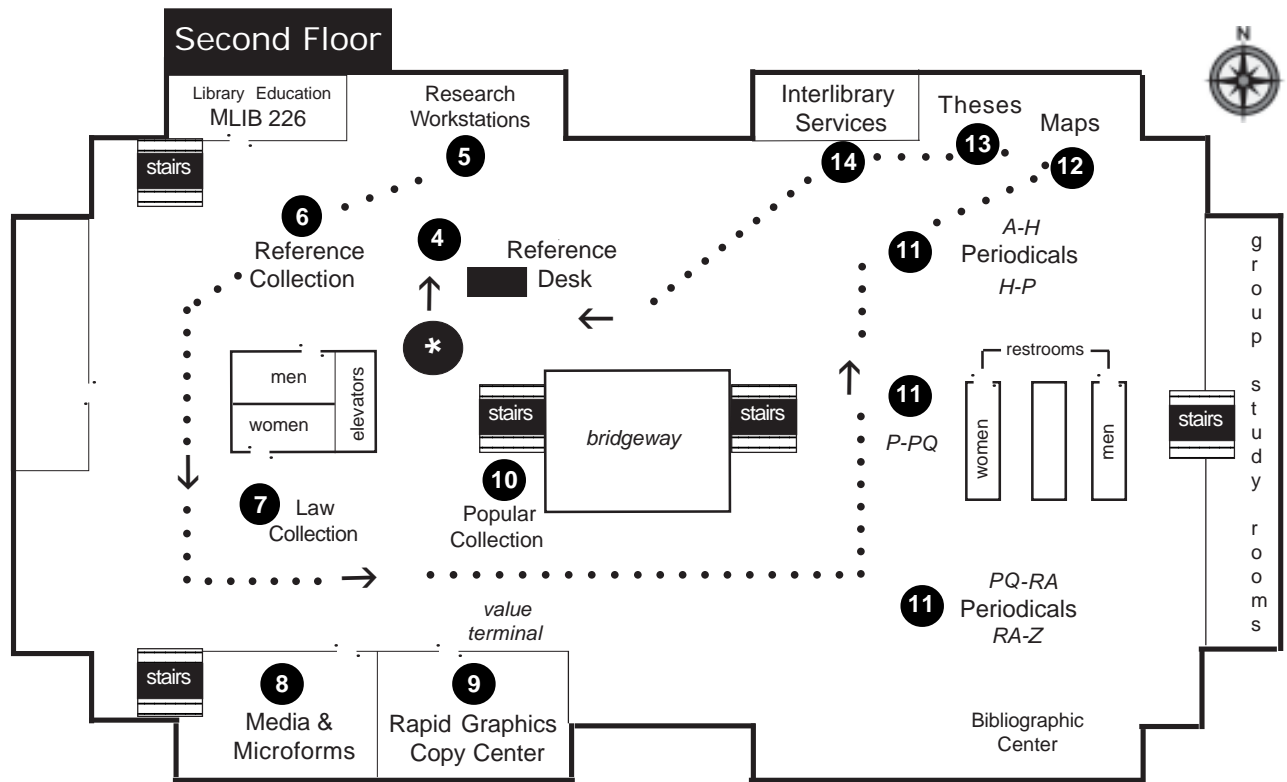 Second Floor
N
Library Education
MLIB 226
Research
Workstations
5
Interlibrary
Services
14
Theses
13
Maps
12
stairs
6
Reference
Collection
4
Reference
Desk
11
A-H
Periodicals
H-P
*
men
women
elevators
stairs
bridgeway
stairs
11
P-PQ
restrooms
women
men
stairs
group study rooms
7
Law
Collection
10
Popular
Collection
11
PQ-RA
Periodicals
RA-Z
value
terminal
stairs
8
Media &
Microforms
9
Rapid Graphics
Copy Center
Bibliographic
Center